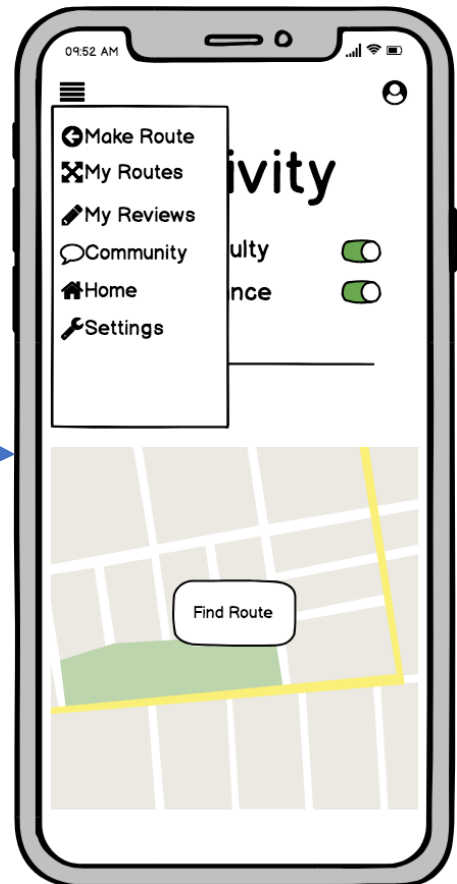 09:52 AM
Make Route
My Routes
ivity
My Reviews
Community
ulty
Home
nce
Settings
Find Route